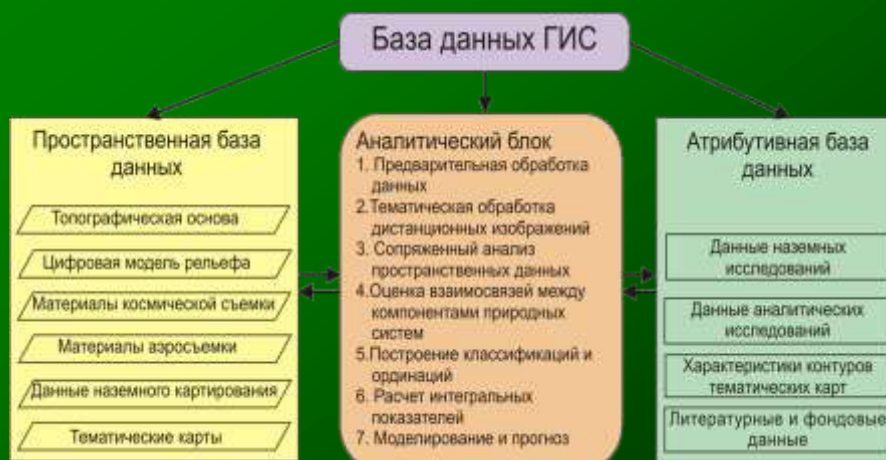 База данных ГИС
Пространственная база
данных
Топографическая основа
Цифровая модель рельефа
Материалы космической съемки
Материалы аэросъемки
Данные наземного картирования
Тематические карты
Аналитический блок
1. Предварительная обработка
данных
2.Тематическая обработка
дистанционных изображений
3. Сопряженный анализ
пространственных данных
4.Оценка взаимосвязей между
компонентами природных
систем
5.Построение классификаций и
ординаций
6. Расчет интегральных
показателей
7. Моделирование и прогноз
Атрибутивная база
данных
Данные наземных
исследований
Данные аналитических
исследований
Характеристики контуров
тематических карт
Литературные и фондовые
данные